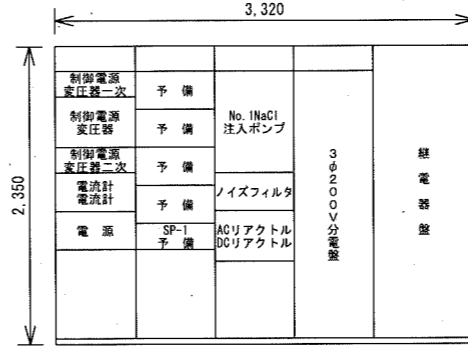 3,320
2,350
制御電源
変圧器一次
制御電源
変圧器
制御電源
変圧器二次
電流計
電流計
電源
予備
予備
予備
予備
SP-1
予備
No.1NaCl
注入ポンプ
ノイズフィルタ
ACリアクトル
DCリアクトル
3φ200V分電盤
継電器盤